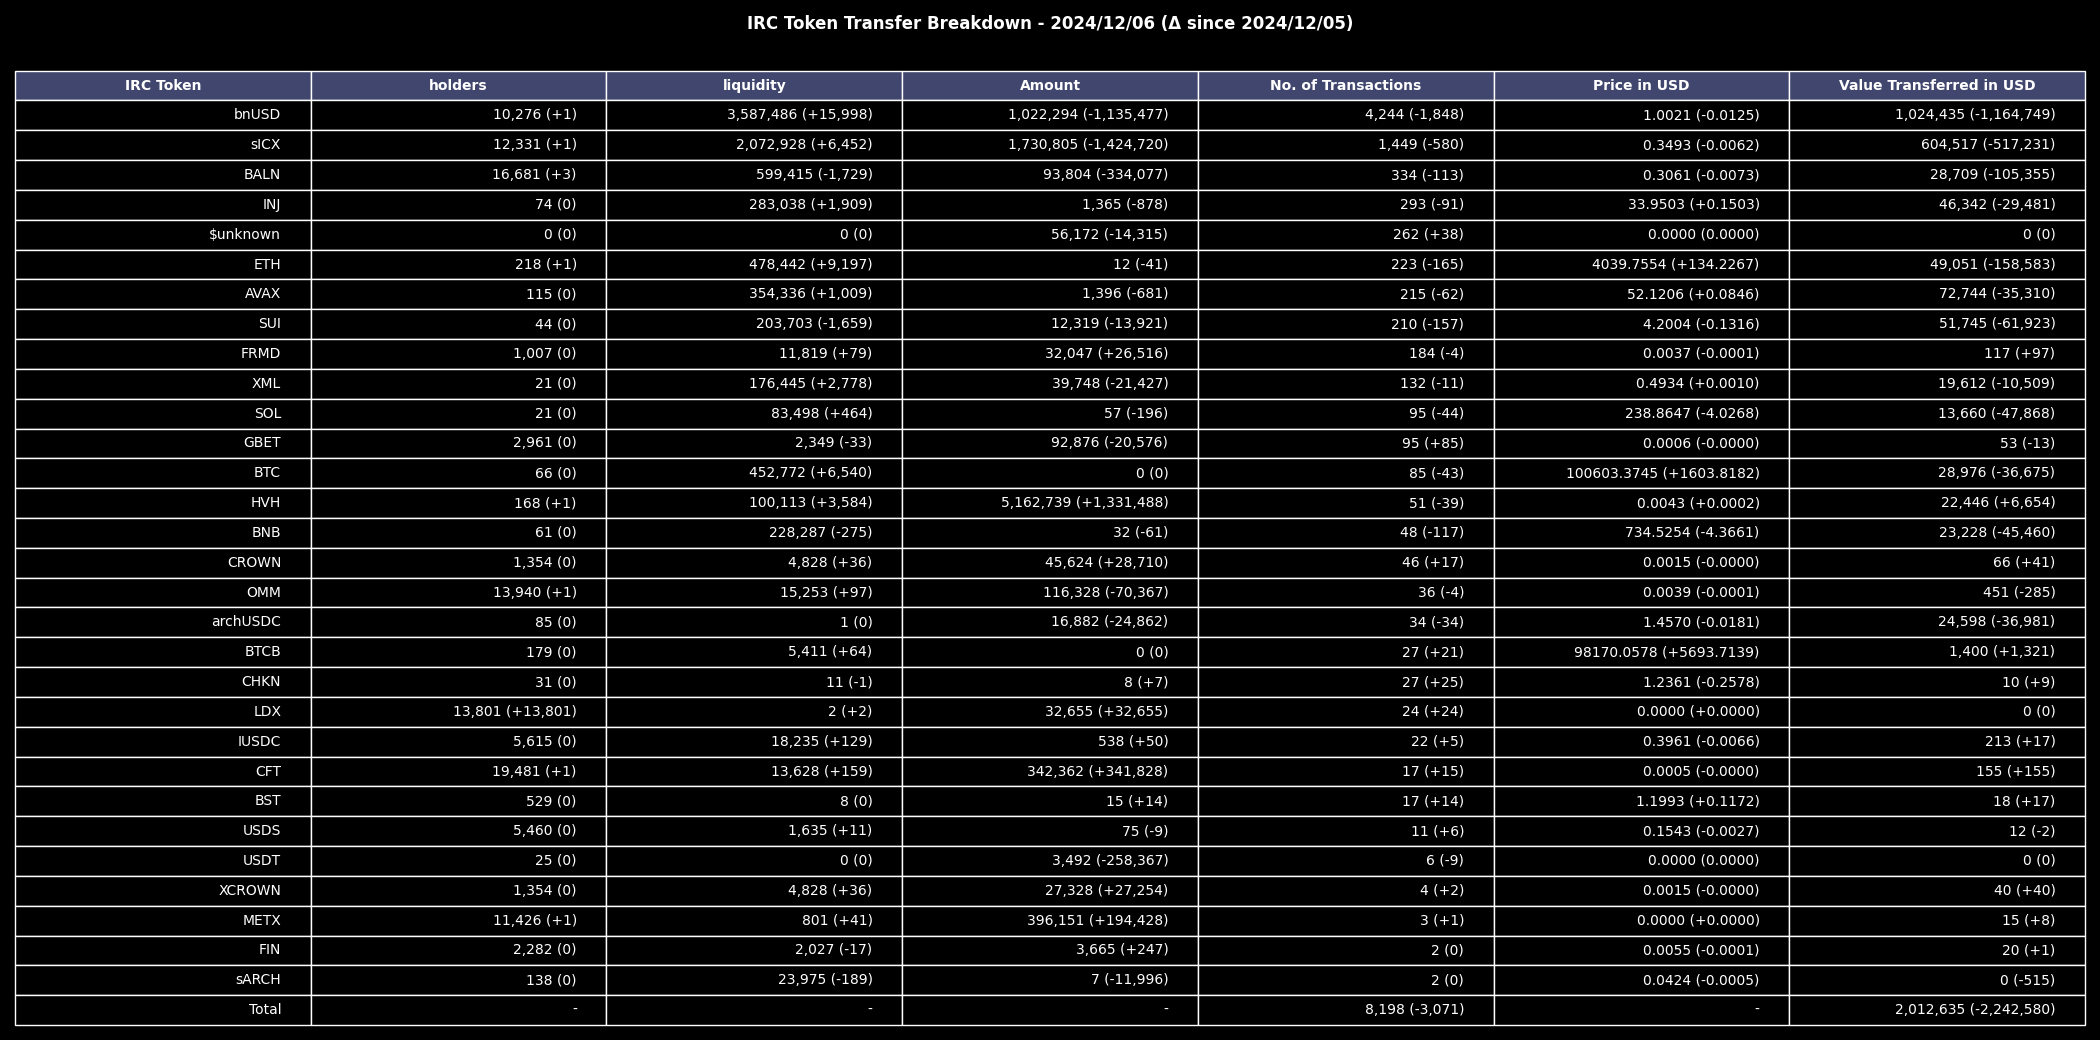 IRC Token Transfer Breakdown - 2024/12/06 (Δ since 2024/12/05)
IRC Token holders liquidity Amount No. of Transactions Price in USD Value Transferred in USD
bnUSD 10,276 (+1) 3,587,486 (+15,998) 1,022,294 (-1,135,477) 4,244 (-1,848) 1.0021 (-0.0125) 1,024,435 (-1,164,749)
sICX 12,331 (+1) 2,072,928 (+6,452) 1,730,805 (-1,424,720) 1,449 (-580) 0.3493 (-0.0062) 604,517 (-517,231)
BALN 16,681 (+3) 599,415 (-1,729) 93,804 (-334,077) 334 (-113) 0.3061 (-0.0073) 28,709 (-105,355)
INJ 74 (0) 283,038 (+1,909) 1,365 (-878) 293 (-91) 33.9503 (+0.1503) 46,342 (-29,481)
$unknown 0 (0) 0 (0) 56,172 (-14,315) 262 (+38) 0.0000 (0.0000) 0 (0)
ETH 218 (+1) 478,442 (+9,197) 12 (-41) 223 (-165) 4039.7554 (+134.2267) 49,051 (-158,583)
AVAX 115 (0) 354,336 (+1,009) 1,396 (-681) 215 (-62) 52.1206 (+0.0846) 72,744 (-35,310)
SUI 44 (0) 203,703 (-1,659) 12,319 (-13,921) 210 (-157) 4.2004 (-0.1316) 51,745 (-61,923)
FRMD 1,007 (0) 11,819 (+79) 32,047 (+26,516) 184 (-4) 0.0037 (-0.0001) 117 (+97)
XML 21 (0) 176,445 (+2,778) 39,748 (-21,427) 132 (-11) 0.4934 (+0.0010) 19,612 (-10,509)
SOL 21 (0) 83,498 (+464) 57 (-196) 95 (-44) 238.8647 (-4.0268) 13,660 (-47,868)
GBET 2,961 (0) 2,349 (-33) 92,876 (-20,576) 95 (+85) 0.0006 (-0.0000) 53 (-13)
BTC 66 (0) 452,772 (+6,540) 0 (0) 85 (-43) 100603.3745 (+1603.8182) 28,976 (-36,675)
HVH 168 (+1) 100,113 (+3,584) 5,162,739 (+1,331,488) 51 (-39) 0.0043 (+0.0002) 22,446 (+6,654)
BNB 61 (0) 228,287 (-275) 32 (-61) 48 (-117) 734.5254 (-4.3661) 23,228 (-45,460)
CROWN 1,354 (0) 4,828 (+36) 45,624 (+28,710) 46 (+17) 0.0015 (-0.0000) 66 (+41)
OMM 13,940 (+1) 15,253 (+97) 116,328 (-70,367) 36 (-4) 0.0039 (-0.0001) 451 (-285)
archUSDC 85 (0) 1 (0) 16,882 (-24,862) 34 (-34) 1.4570 (-0.0181) 24,598 (-36,981)
BTCB 179 (0) 5,411 (+64) 0 (0) 27 (+21) 98170.0578 (+5693.7139) 1,400 (+1,321)
CHKN 31 (0) 11 (-1) 8 (+7) 27 (+25) 1.2361 (-0.2578) 10 (+9)
LDX 13,801 (+13,801) 2 (+2) 32,655 (+32,655) 24 (+24) 0.0000 (+0.0000) 0 (0)
IUSDC 5,615 (0) 18,235 (+129) 538 (+50) 22 (+5) 0.3961 (-0.0066) 213 (+17)
CFT 19,481 (+1) 13,628 (+159) 342,362 (+341,828) 17 (+15) 0.0005 (-0.0000) 155 (+155)
BST 529 (0) 8 (0) 15 (+14) 17 (+14) 1.1993 (+0.1172) 18 (+17)
USDS 5,460 (0) 1,635 (+11) 75 (-9) 11 (+6) 0.1543 (-0.0027) 12 (-2)
USDT 25 (0) 0 (0) 3,492 (-258,367) 6 (-9) 0.0000 (0.0000) 0 (0)
XCROWN 1,354 (0) 4,828 (+36) 27,328 (+27,254) 4 (+2) 0.0015 (-0.0000) 40 (+40)
METX 11,426 (+1) 801 (+41) 396,151 (+194,428) 3 (+1) 0.0000 (+0.0000) 15 (+8)
FIN 2,282 (0) 2,027 (-17) 3,665 (+247) 2 (0) 0.0055 (-0.0001) 20 (+1)
sARCH 138 (0) 23,975 (-189) 7 (-11,996) 2 (0) 0.0424 (-0.0005) 0 (-515)
Total - - - 8,198 (-3,071) - 2,012,635 (-2,242,580)